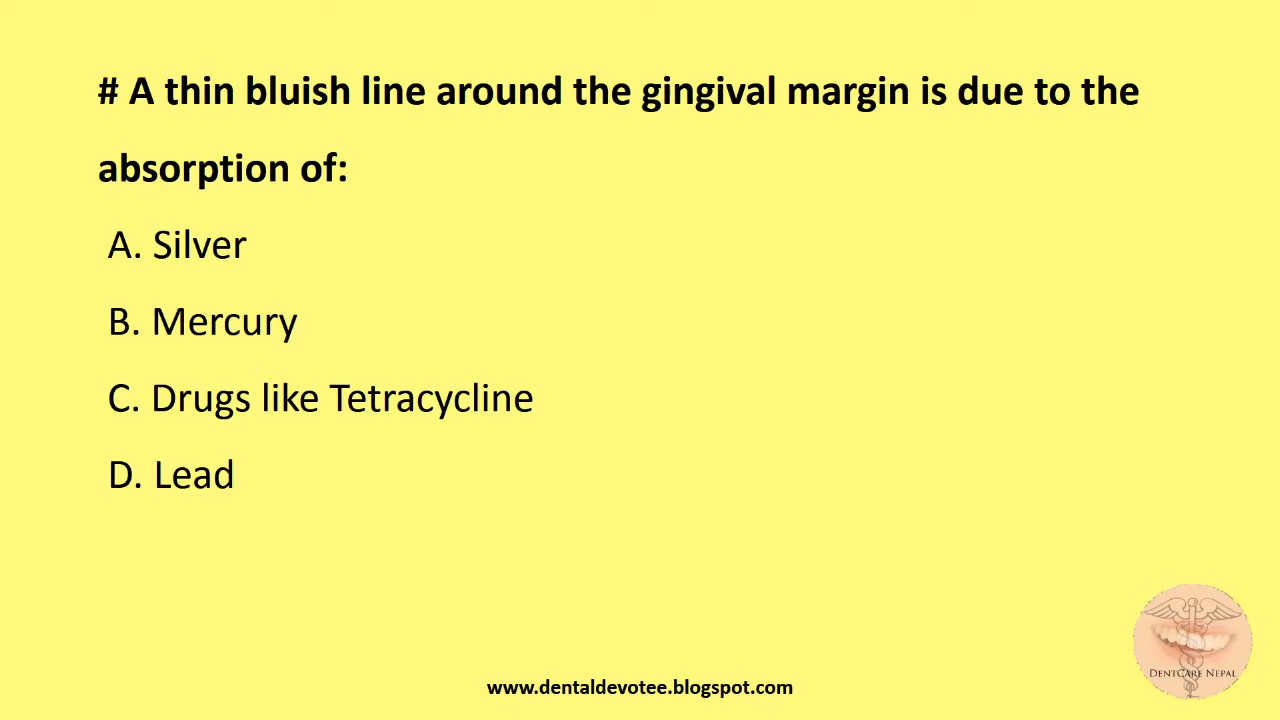 # A thin bluish line around the gingival margin is due to the
absorption of:
A. Silver
B. Mercury
C. Drugs like Tetracycline
D. Lead
DentCare Nepal
www.dentaldevotee.blogspot.com